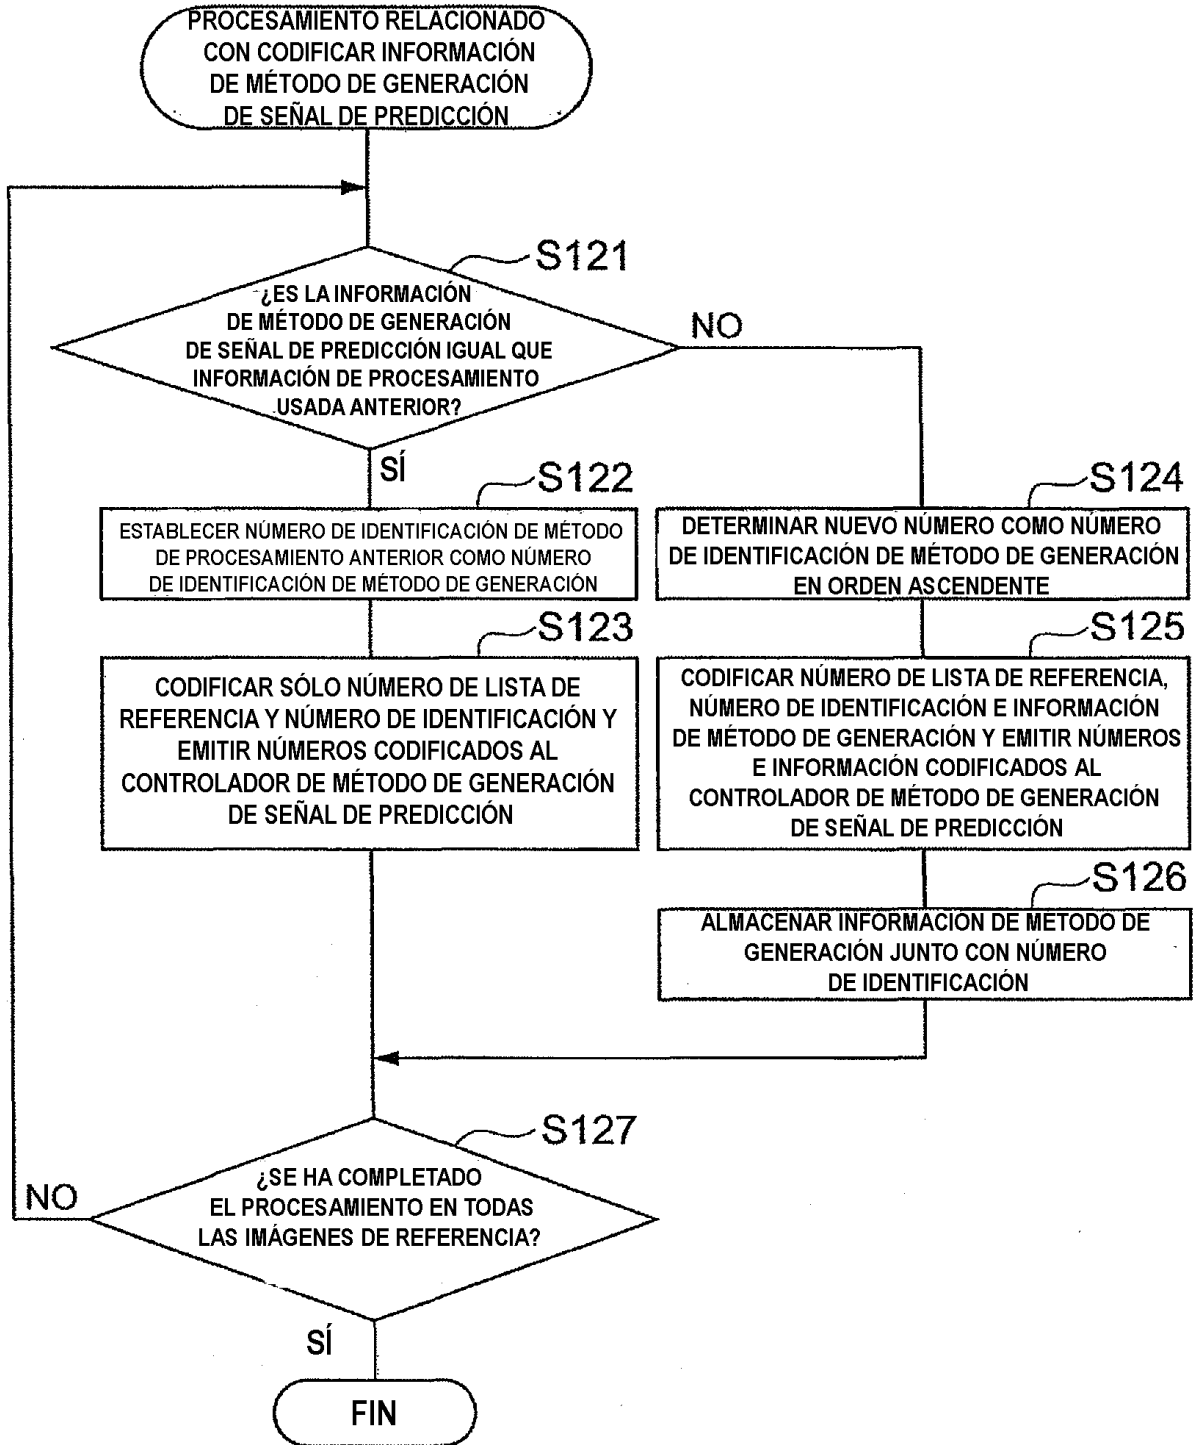 PROCESAMIENTO RELACIONADO
CON CODIFICAR INFORMACIÓN
DE MÉTODO DE GENERACIÓN
DE SEÑAL DE PREDICCIÓN
S121
¿ES LA INFORMACIÓN
DE MÉTODO DE GENERACIÓN
DE SEÑAL DE PREDICCIÓN IGUAL QUE
INFORMACIÓN DE PROCESAMIENTO
USADA ANTERIOR?
NO
SÍ
S122
ESTABLECER NÚMERO DE IDENTIFICACIÓN DE MÉTODO
DE PROCESAMIENTO ANTERIOR COMO NÚMERO
DE IDENTIFICACIÓN DE MÉTODO DE GENERACIÓN
S124
DETERMINAR NUEVO NÚMERO COMO NÚMERO
DE IDENTIFICACIÓN DE MÉTODO DE GENERACIÓN
EN ORDEN ASCENDENTE
S123
CODIFICAR SÓLO NÚMERO DE LISTA DE
REFERENCIA Y NÚMERO DE IDENTIFICACIÓN Y
EMITIR NÚMEROS CODIFICADOS AL
CONTROLADOR DE MÉTODO DE GENERACIÓN
DE SEÑAL DE PREDICCIÓN
S125
CODIFICAR NÚMERO DE LISTA DE REFERENCIA,
NÚMERO DE IDENTIFICACIÓN E INFORMACIÓN
DE MÉTODO DE GENERACIÓN Y EMITIR NÚMEROS
E INFORMACIÓN CODIFICADOS AL
CONTROLADOR DE MÉTODO DE GENERACIÓN
DE SEÑAL DE PREDICCIÓN
S126
ALMACENAR INFORMACIÓN DE MÉTODO DE
GENERACIÓN JUNTO CON NÚMERO
DE IDENTIFICACIÓN
S127
¿SE HA COMPLETADO
EL PROCESAMIENTO EN TODAS
LAS IMÁGENES DE REFERENCIA?
NO
SÍ
FIN